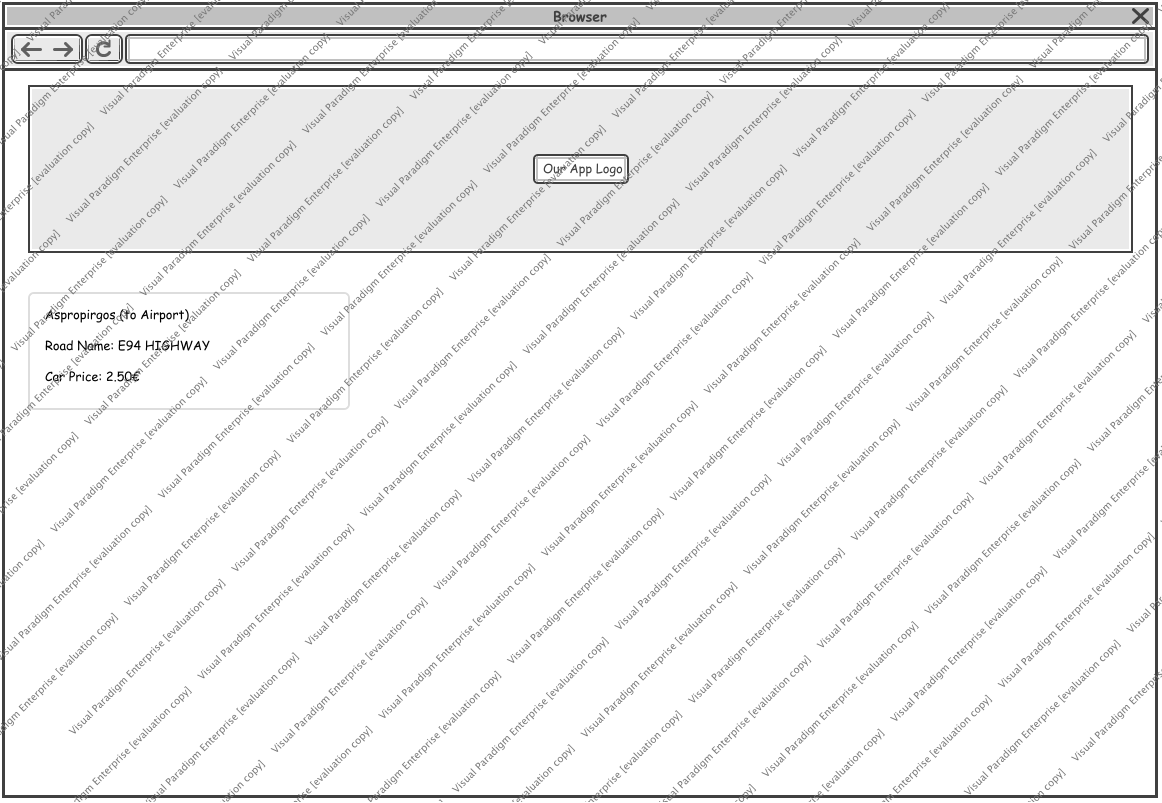 Browser
Our App Logo
Aspropirgos (to Airport)
Road Name: E94 HIGHWAY
Car Price: 2.50€
Visual Paradigm Enterprise [evaluation copy]